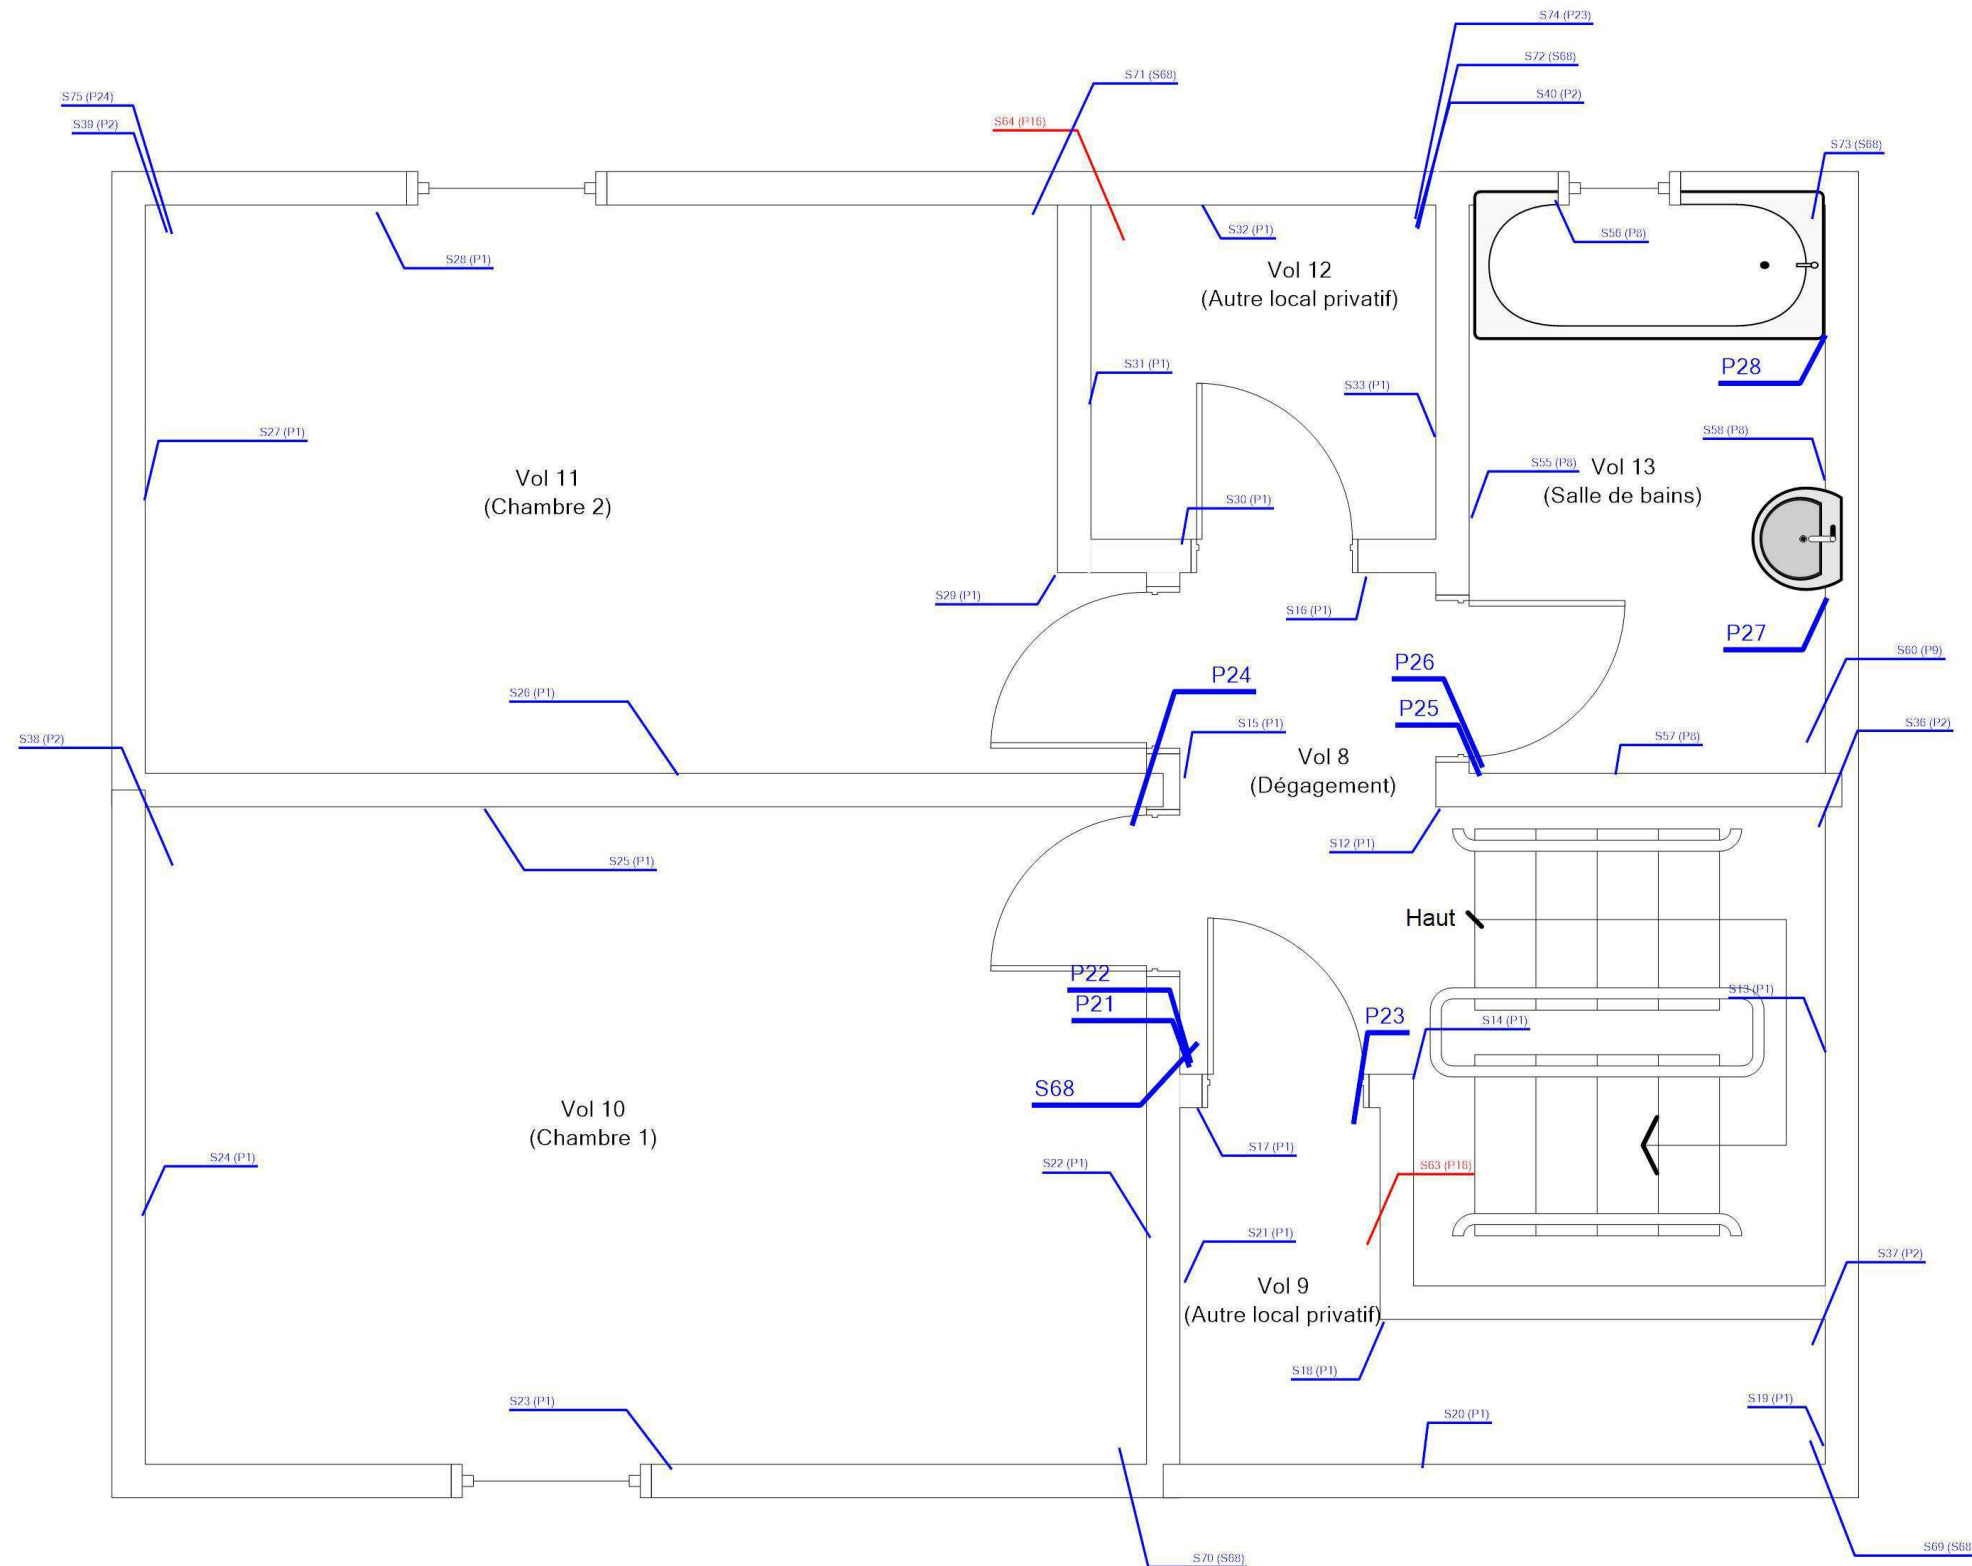 S74 (P23)
S72 (S68)
S71 (S68)
S75 (P24)
S40 (P2)
S64 (P16)
S39 (P2)
S73 (S68)
S32 (P1)
S56 (P8)
S28 (P1)
Vol 12
(Autre local privatif)
S31 (P1)
P28
S33 (P1)
S27 (P1)
S58 (P8)
S55 (P8)
Vol 13
(Salle de bains)
Vol 11
(Chambre 2)
S30 (P1)
S29 (P1)
S16 (P1)
P27
S60 (P9)
P26
P24
S26 (P1)
P25
S15 (P1)
S36 (P2)
S38 (P2)
S57 (P8)
Vol 8
(Dégagement)
S12 (P1)
S25 (P1)
Haut
P22
S13 (P1)
P21
P23
S14 (P1)
S68
Vol 10
(Chambre 1)
S17 (P1)
S24 (P1)
S22 (P1)
S63 (P16)
S21 (P1)
S37 (P2)
Vol 9
(Autre local privatif)
S18 (P1)
S23 (P1)
S19 (P1)
S20 (P1)
S69 (S68
S70 (S68)